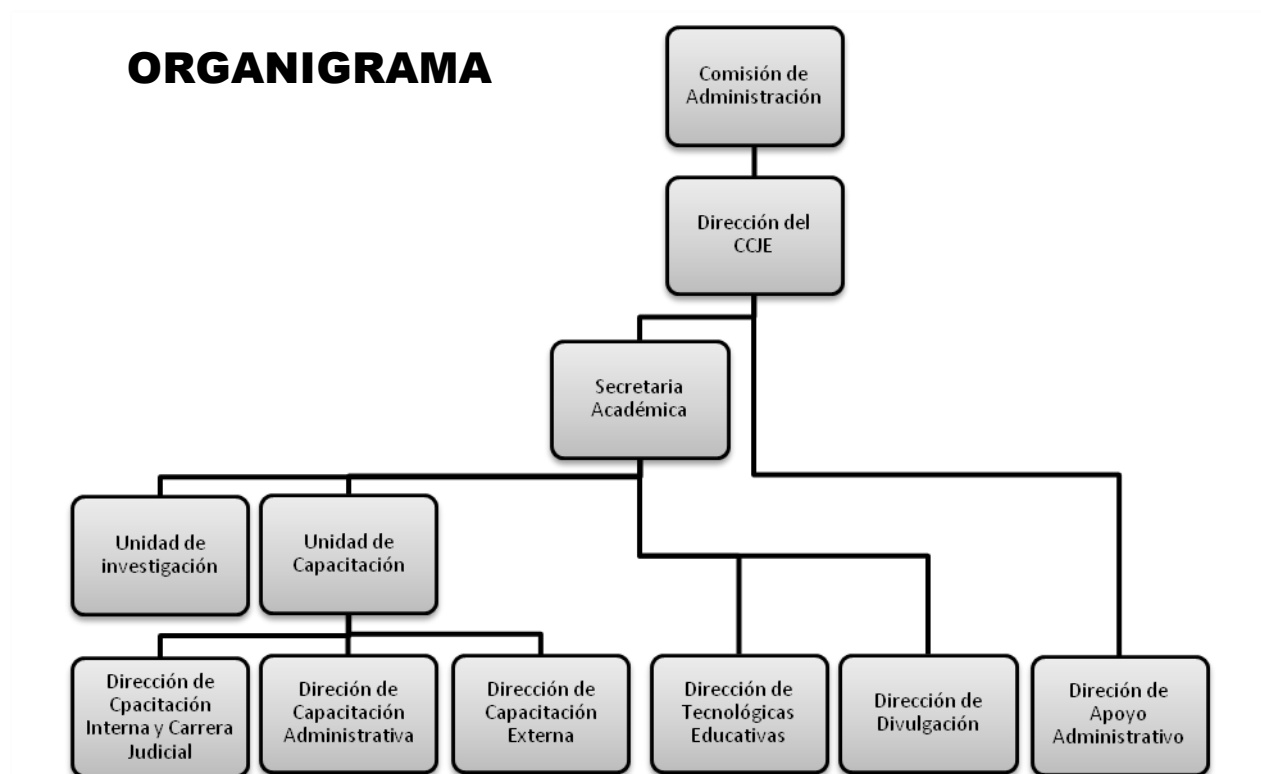 ORGANIGRAMA
Comisión de
Administración
Dirección del
CCJE
Secretaria
Académica
Unidad de
investigación
Unidad de
Capacitación
Dirección de
Cpacitación
Interna y Carrera
Judicial
Direción de
Capacitación
Administrativa
Dirección de
Capacitación
Externa
Dirección de
Tecnológicas
Educativas
Dirección de
Divulgación
Direción de
Apoyo
Administrativo